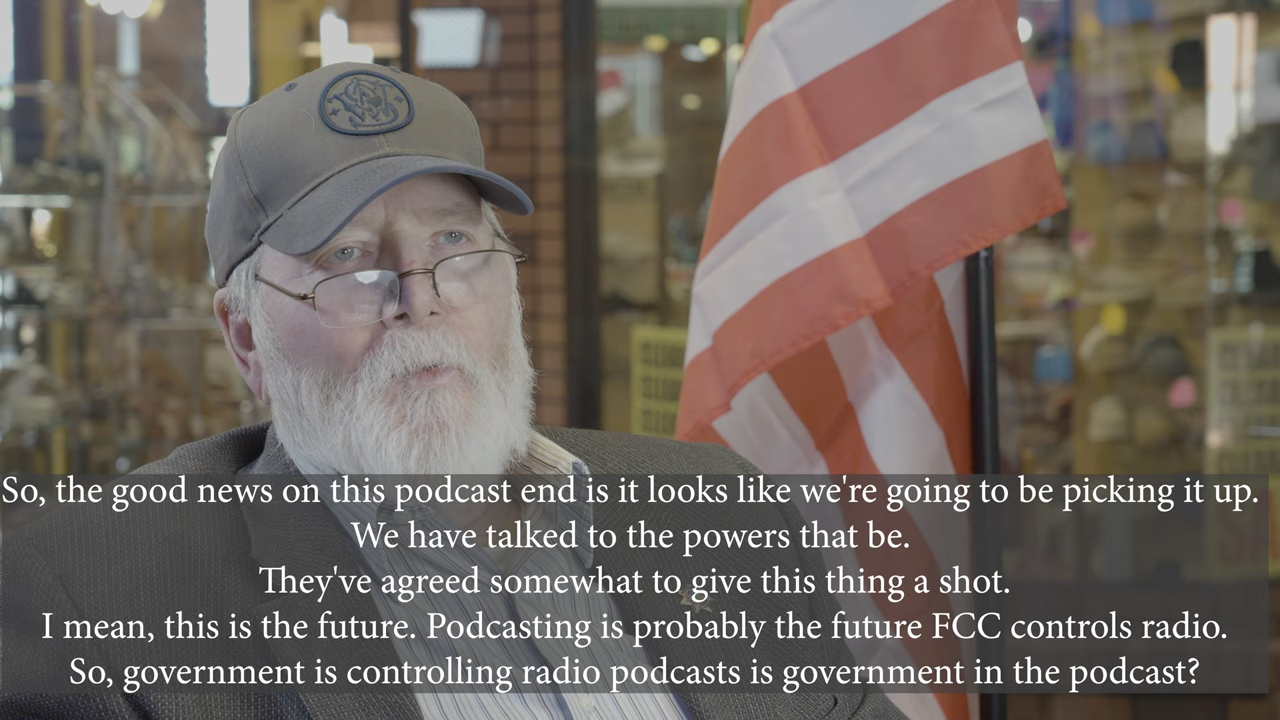 So, the good news on this podcast end is it looks like we're going to be picking it up.
We have talked to the powers that be.
They've agreed somewhat to give this thing a shot.
I mean, this is the future. Podcasting is probably the future FCC controls radio.
So, government is controlling radio podcasts is government in the podcast?